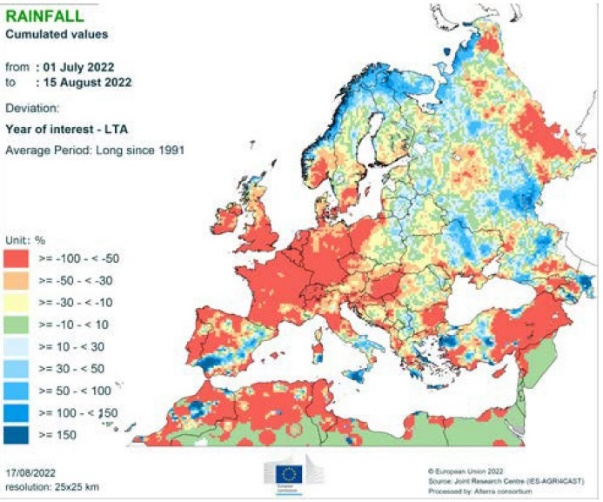 RAINFALL
Cumulated values
from : 01 July 2022
to : 15 August 2022
Deviation:
Year of interest - LTA
Average Period: Long since 1991
Unit: %
>= -100 - < -50
>= -50 - < -30
>= -30 - < -10
>= -10 - < 10
>= 10 - < 30
>= 30 - < 50
>= 50 - < 100
>= 100 - < 150
>= 150
17/08/2022
resolution: 25x25 km
European
Commission
© European Union 2022
Source: Joint Research Centre (IES-AGRI4CAST)
Processed by: Alterra consortium